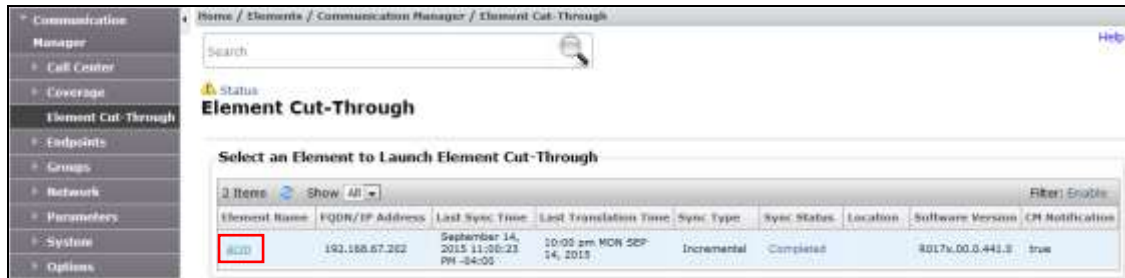 Communication Manager
Call Center
Coverage
Element Cut-Through
Endpoints
Groups
Network
Parameters
System
Options
Home / Elements / Communication Manager / Element Cut-Through
Help
Search
Status
Element Cut-Through
Select an Element to Launch Element Cut-Through
Items Show All Filter: Enable
Element Name FQDN/IP Address Last Sync Time Last Translation Time Sync Type Sync Status Location Software Version CM Notification
192.168.67.202 September 14, 2015 11:00:23 PM -04:00 10:00 pm MON SEP 14, 2015 Incremental Completed R017x.00.0.441.0 true